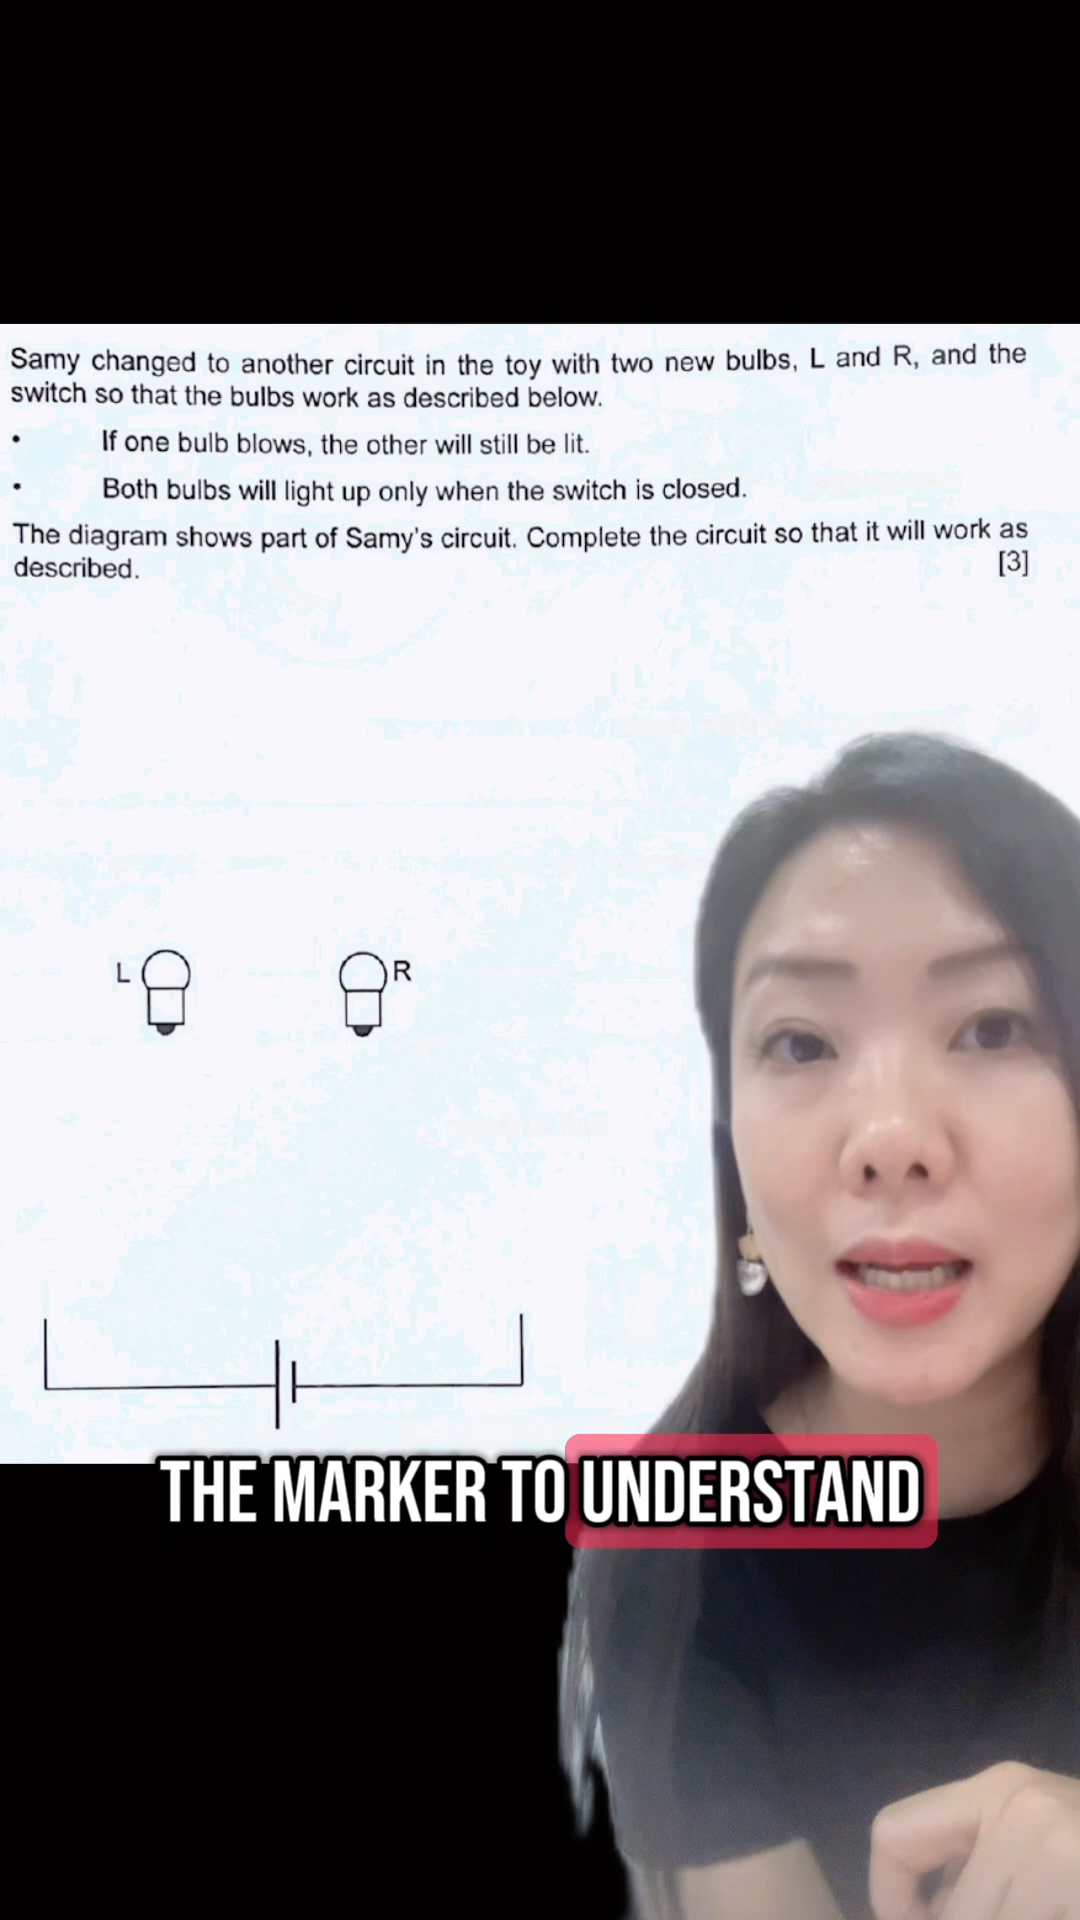 Samy changed to another circuit in the toy with two new bulbs, L and R, and the
switch so that the bulbs work as described below.
• If one bulb blows, the other will still be lit.
• Both bulbs will light up only when the switch is closed.
The diagram shows part of Samy's circuit. Complete the circuit so that it will work as
described. [3]
L R
THE MARKER TO UNDERSTAND